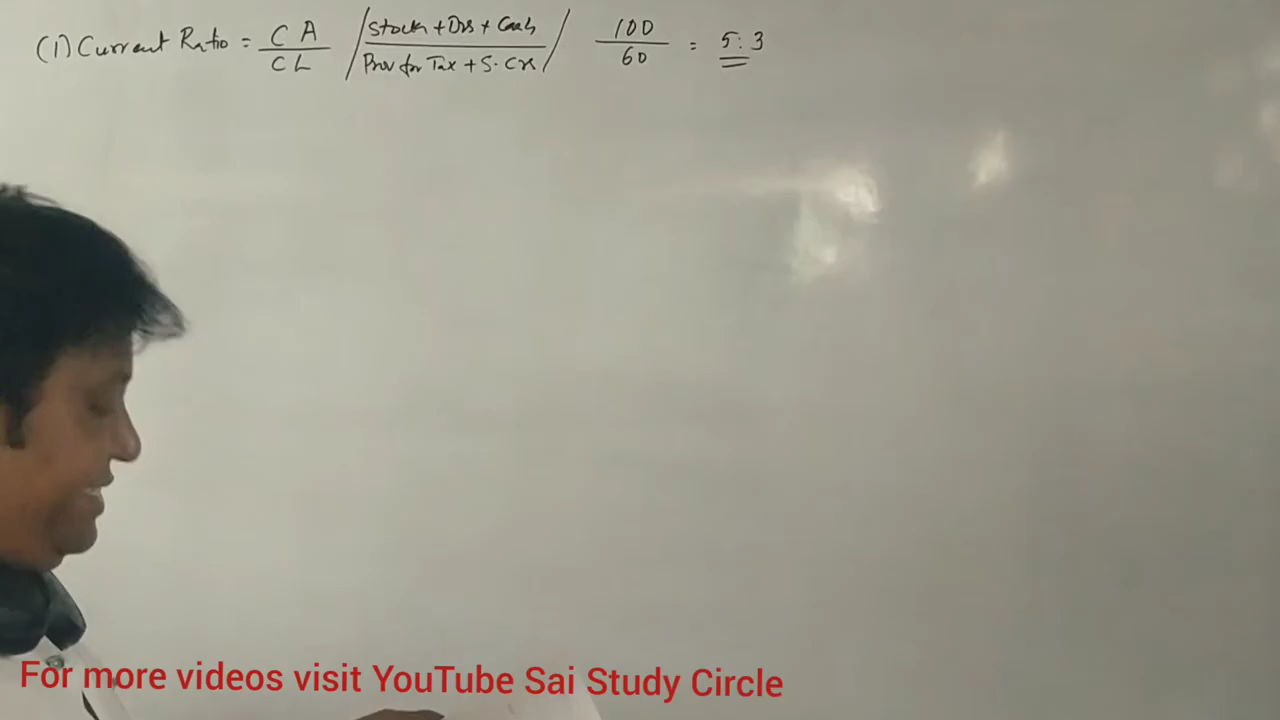 (1) Current Ratio = CA / CL / Stock + Drs + Cash / Prov for Tax + S. Crs / 100 / 60 = 5:3
For more videos visit YouTube Sai Study Circle